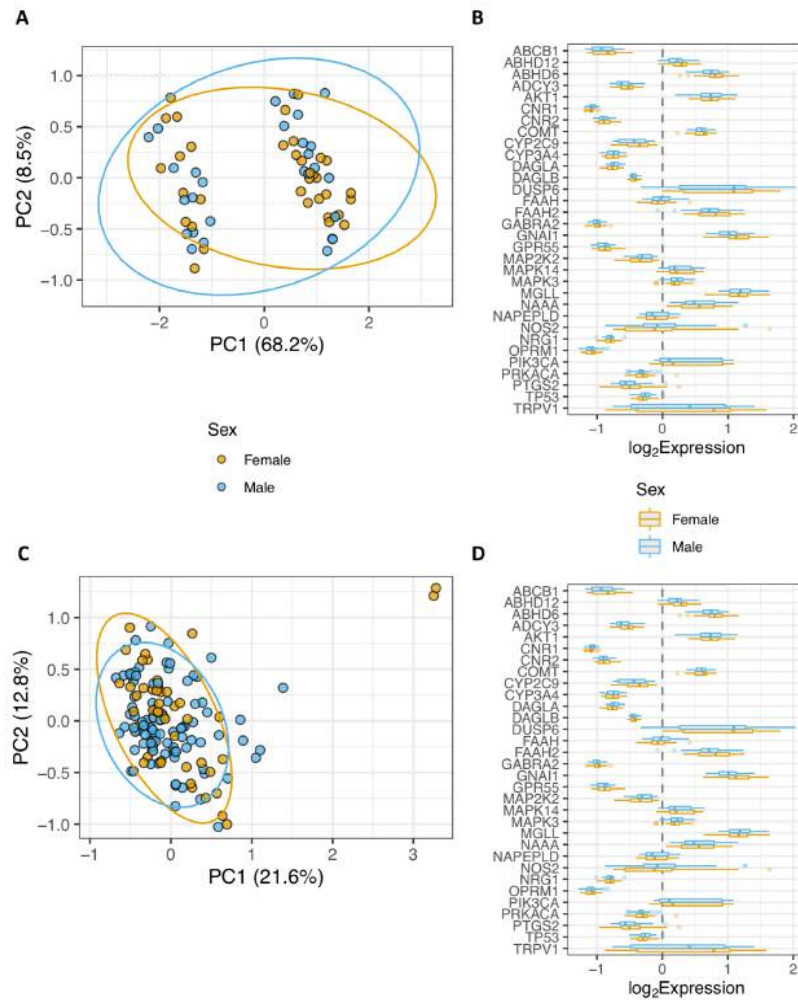 A
1.0
0.5
0.0
−0.5
−1.0
PC2 (8.5%)
−2
0
2
PC1 (68.2%)
B
ABCB1
ABHD12
ABHD6
ADCY3
AKT1
CNR1
CNR2
COMT
CYP2C9
CYP3A4
DAGLA
DAGLB
DUSP6
FAAH
FAAH2
GABRA2
GNAI1
GPR55
MAP2K2
MAPK14
MAPK3
MGLL
NAAA
NAPEPLD
NOS2
NRG1
OPRM1
PIK3CA
PRKACA
PTGS2
TP53
TRPV1
−1
0
1
2
log₂Expression
Sex
Female
Male
Sex
Female
Male
C
1.0
0.5
0.0
−0.5
−1.0
PC2 (12.8%)
−1
0
1
2
3
PC1 (21.6%)
D
ABCB1
ABHD12
ABHD6
ADCY3
AKT1
CNR1
CNR2
COMT
CYP2C9
CYP3A4
DAGLA
DAGLB
DUSP6
FAAH
FAAH2
GABRA2
GNAI1
GPR55
MAP2K2
MAPK14
MAPK3
MGLL
NAAA
NAPEPLD
NOS2
NRG1
OPRM1
PIK3CA
PRKACA
PTGS2
TP53
TRPV1
−1
0
1
2
log₂Expression